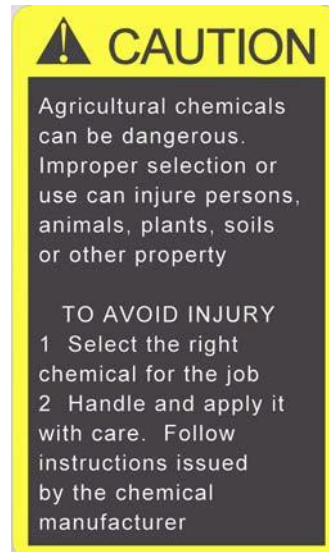 CAUTION
Agricultural chemicals
can be dangerous.
Improper selection or
use can injure persons,
animals, plants, soils
or other property
TO AVOID INJURY
1 Select the right
chemical for the job
2 Handle and apply it
with care. Follow
instructions issued
by the chemical
manufacturer